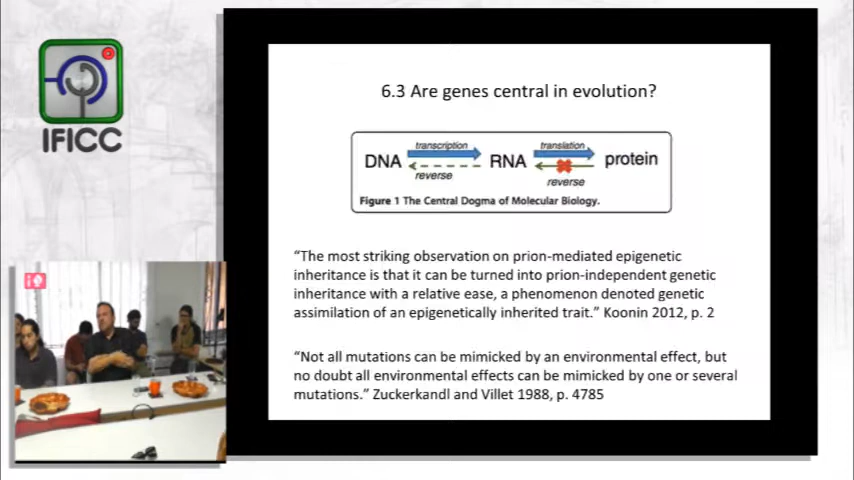 IFICC
6.3 Are genes central in evolution?
transcription
translation
DNA RNA protein
reverse
reverse
Figure 1 The Central Dogma of Molecular Biology.
“The most striking observation on prion-mediated epigenetic
inheritance is that it can be turned into prion-independent genetic
inheritance with a relative ease, a phenomenon denoted genetic
assimilation of an epigenetically inherited trait.” Koonin 2012, p. 2
“Not all mutations can be mimicked by an environmental effect, but
no doubt all environmental effects can be mimicked by one or several
mutations.” Zuckerkandl and Villet 1988, p. 4785